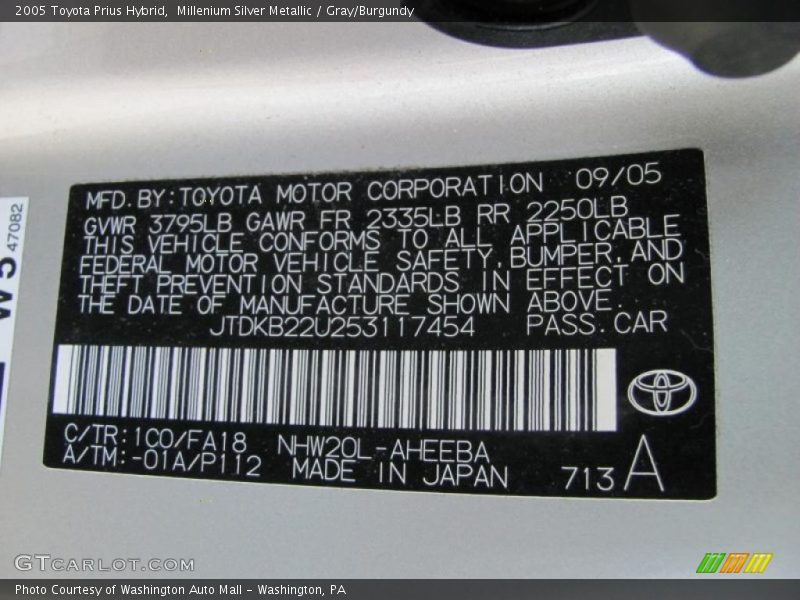 2005 Toyota Prius Hybrid,  Millenium Silver Metallic / Gray/Burgundy
W5 47082
MFD. BY: TOYOTA MOTOR CORPORATION 09/05
GVWR 3795LB GAWR FR 2335LB RR 2250LB
THIS VEHICLE CONFORMS TO ALL APPLICABLE
FEDERAL MOTOR VEHICLE SAFETY, BUMPER, AND
THEFT PREVENTION STANDARDS IN EFFECT ON
THE DATE OF MANUFACTURE SHOWN ABOVE.
JTDKB22U253117454 PASS. CAR
C/TR: 1C0/FA18 NHW20L-AHEEBA
A/TM: -01A/P112 MADE IN JAPAN 713 A
GTCARLOT.COM
Photo Courtesy of Washington Auto Mall - Washington, PA